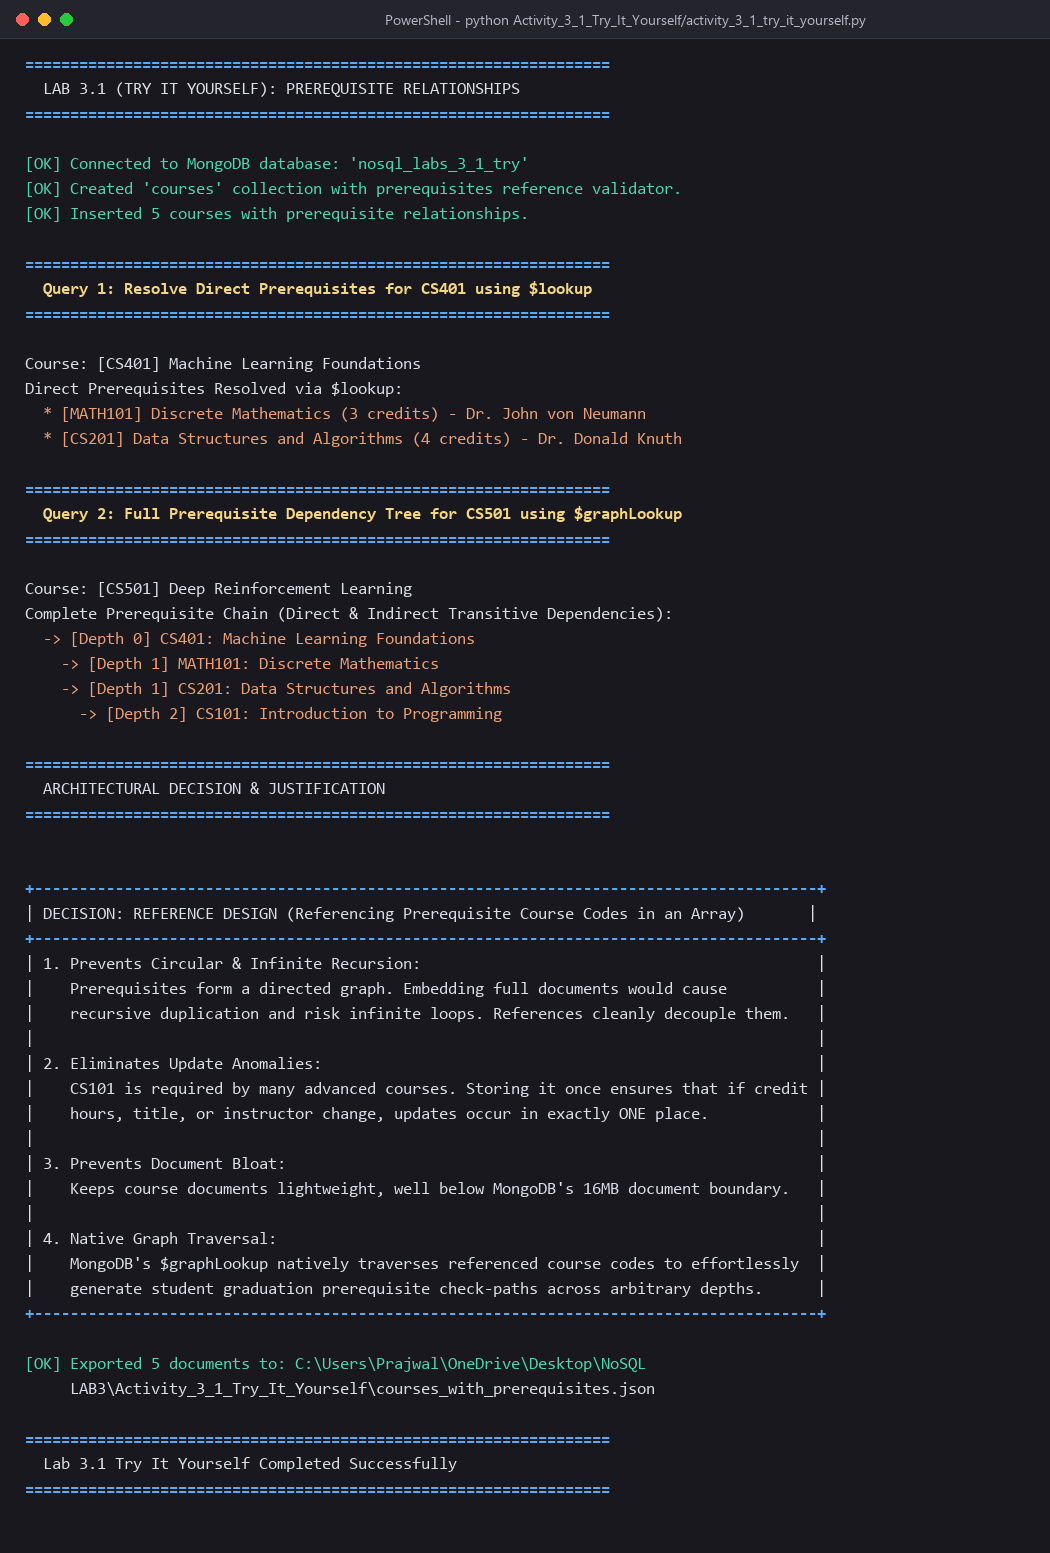 PowerShell - python Activity_3_1_Try_It_Yourself/activity_3_1_try_it_yourself.py
=================================================================
LAB 3.1 (TRY IT YOURSELF): PREREQUISITE RELATIONSHIPS
=================================================================
[OK] Connected to MongoDB database: 'nosql_labs_3_1_try'
[OK] Created 'courses' collection with prerequisites reference validator.
[OK] Inserted 5 courses with prerequisite relationships.
=================================================================
Query 1: Resolve Direct Prerequisites for CS401 using $lookup
=================================================================
Course: [CS401] Machine Learning Foundations
Direct Prerequisites Resolved via $lookup:
* [MATH101] Discrete Mathematics (3 credits) - Dr. John von Neumann
* [CS201] Data Structures and Algorithms (4 credits) - Dr. Donald Knuth
=================================================================
Query 2: Full Prerequisite Dependency Tree for CS501 using $graphLookup
=================================================================
Course: [CS501] Deep Reinforcement Learning
Complete Prerequisite Chain (Direct & Indirect Transitive Dependencies):
-> [Depth 0] CS401: Machine Learning Foundations
-> [Depth 1] MATH101: Discrete Mathematics
-> [Depth 1] CS201: Data Structures and Algorithms
-> [Depth 2] CS101: Introduction to Programming
=================================================================
ARCHITECTURAL DECISION & JUSTIFICATION
=================================================================
+---------------------------------------------------------------------------------------+
| DECISION: REFERENCE DESIGN (Referencing Prerequisite Course Codes in an Array)       |
+---------------------------------------------------------------------------------------+
| 1. Prevents Circular & Infinite Recursion:                                            |
|    Prerequisites form a directed graph. Embedding full documents would cause          |
|    recursive duplication and risk infinite loops. References cleanly decouple them.   |
|                                                                                       |
| 2. Eliminates Update Anomalies:                                                       |
|    CS101 is required by many advanced courses. Storing it once ensures that if credit |
|    hours, title, or instructor change, updates occur in exactly ONE place.            |
|                                                                                       |
| 3. Prevents Document Bloat:                                                           |
|    Keeps course documents lightweight, well below MongoDB's 16MB document boundary.   |
|                                                                                       |
| 4. Native Graph Traversal:                                                            |
|    MongoDB's $graphLookup natively traverses referenced course codes to effortlessly  |
|    generate student graduation prerequisite check-paths across arbitrary depths.      |
+---------------------------------------------------------------------------------------+
[OK] Exported 5 documents to: C:\Users\Prajwal\OneDrive\Desktop\NoSQL
LAB3\Activity_3_1_Try_It_Yourself\courses_with_prerequisites.json
=================================================================
Lab 3.1 Try It Yourself Completed Successfully
=================================================================